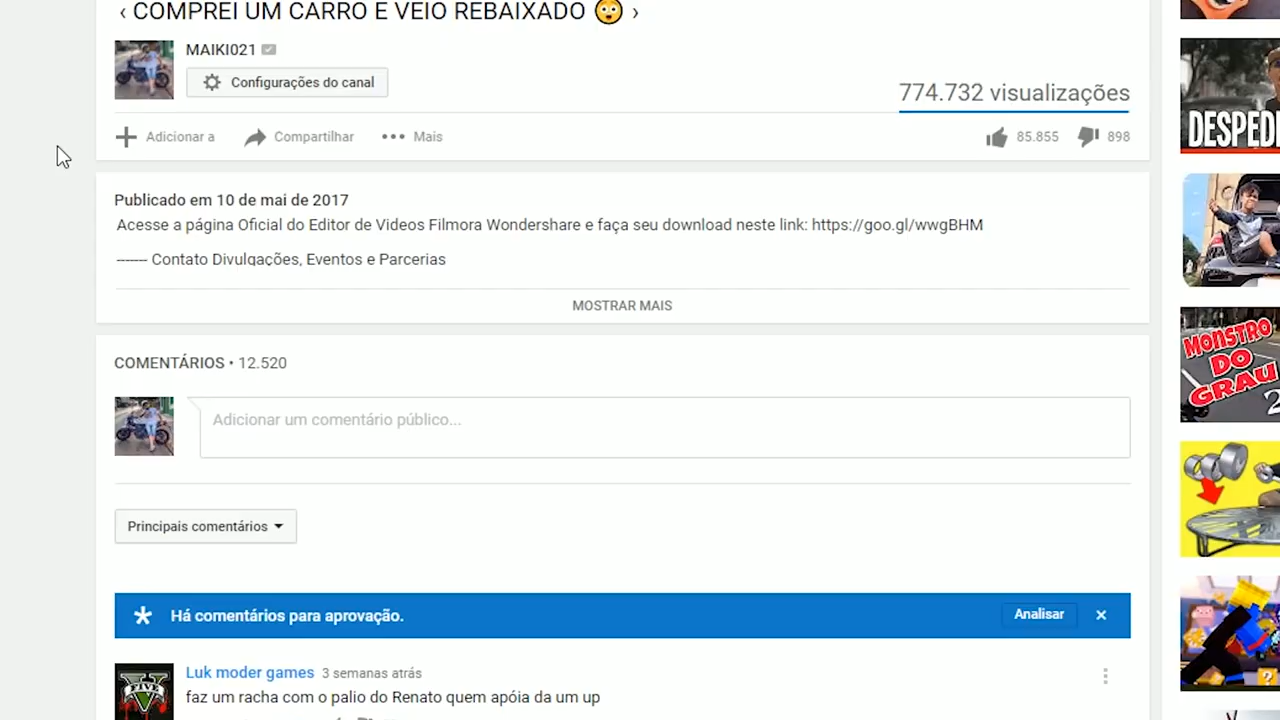 ‹ COMPREI UM CARRO E VEIO REBAIXADO 😳 ›
MAIKI021
Configurações do canal
774.732 visualizações
Adicionar a
Compartilhar
Mais
85.855
898
Publicado em 10 de mai de 2017
Acesse a página Oficial do Editor de Videos Filmora Wondershare e faça seu download neste link: https://goo.gl/wwgBHM
------- Contato Divulgações, Eventos e Parcerias
MOSTRAR MAIS
COMENTÁRIOS • 12.520
Adicionar um comentário público...
Principais comentários
Há comentários para aprovação.
Analisar
Luk moder games 3 semanas atrás
faz um racha com o palio do Renato quem apóia da um up
DESPED
MONSTRO
DO
GRAU
2